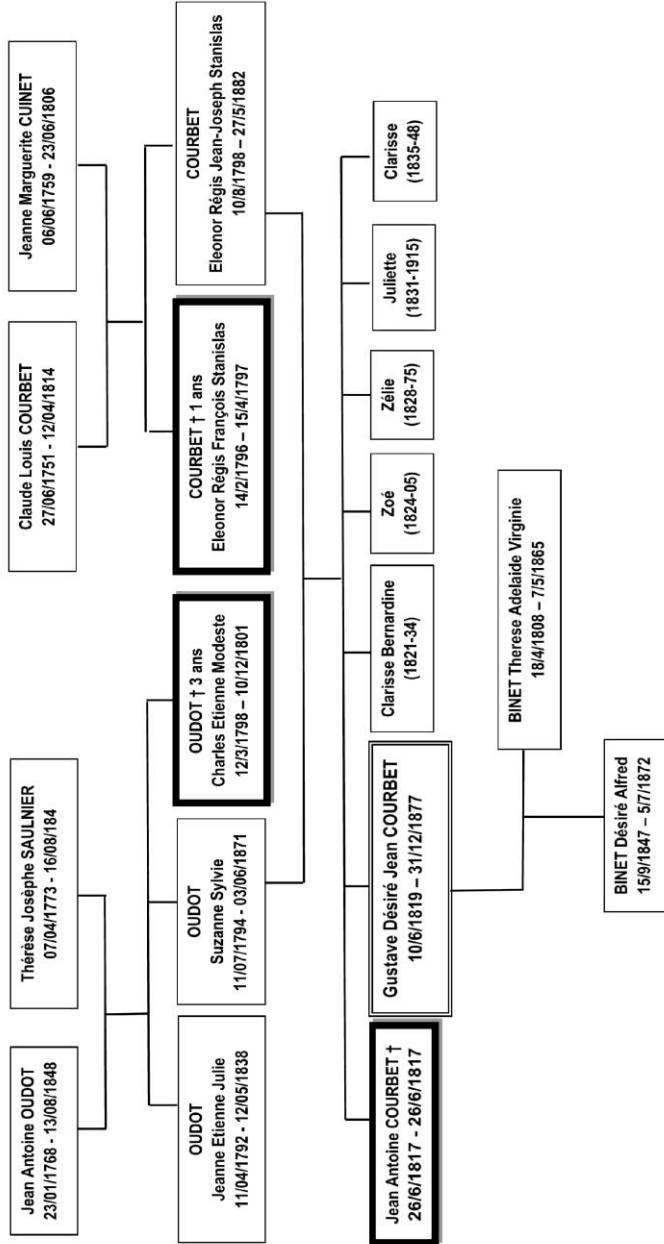 Jean Antoine OUDOT
23/01/1768 - 13/08/1848
Thérèse Josèphe SAULNIER
07/04/1773 - 16/08/184
Claude Louis COURBET
27/06/1751 - 12/04/1814
Jeanne Marguerite CUINET
06/06/1759 - 23/06/1806
OUDOT
Jeanne Etienne Julie
11/04/1792 - 12/05/1838
OUDOT
Suzanne Sylvie
11/07/1794 - 03/06/1871
OUDOT † 3 ans
Charles Etienne Modeste
12/3/1798 – 10/12/1801
COURBET † 1 ans
Eleonor Régis François Stanislas
14/2/1796 – 15/4/1797
COURBET
Eleonor Régis Jean-Joseph Stanislas
10/8/1798 – 27/5/1882
Jean Antoine COURBET †
26/6/1817 - 26/6/1817
Gustave Désiré Jean COURBET
10/6/1819 – 31/12/1877
Clarisse Bernardine
(1821-34)
Zoé
(1824-05)
Zélie
(1828-75)
Juliette
(1831-1915)
Clarisse
(1835-48)
BINET Therese Adelaide Virginie
18/4/1808 – 7/5/1865
BINET Désiré Alfred
15/9/1847 – 5/7/1872